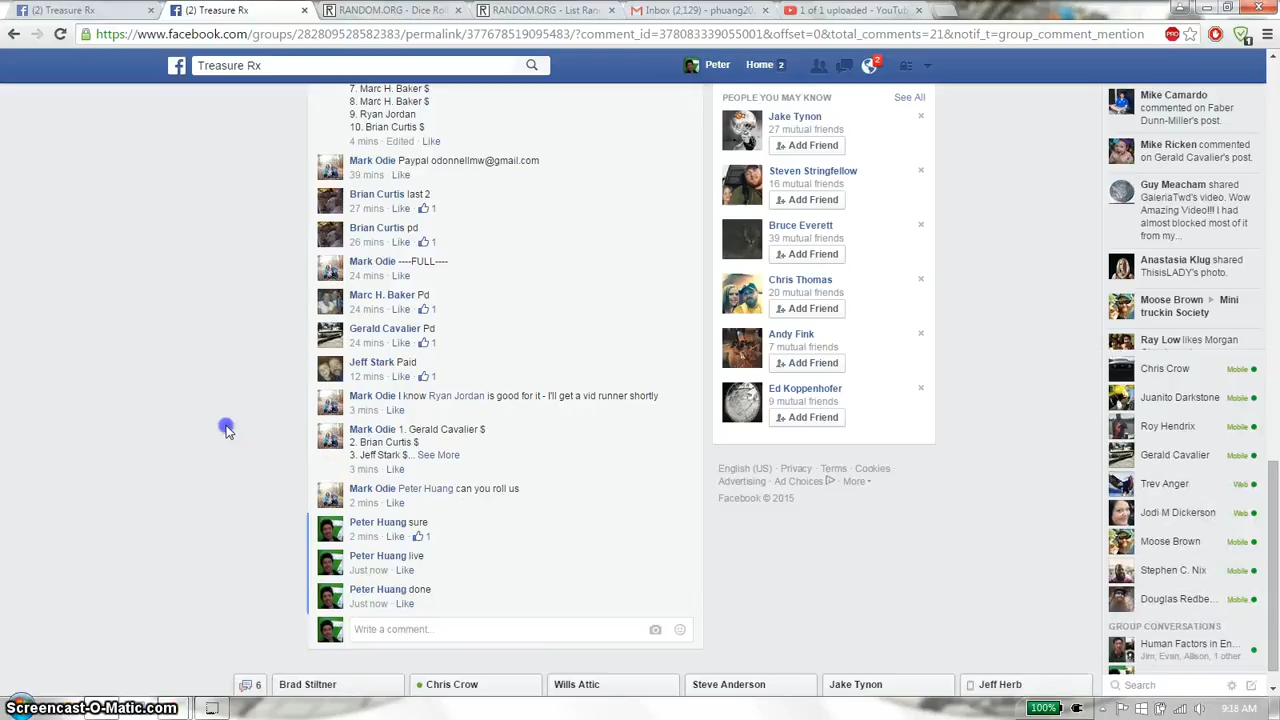 (2) Treasure Rx
(2) Treasure Rx
RANDOM.ORG - Dice Roll
RANDOM.ORG - List Ran
Inbox (2,129) - phuang20
1 of 1 uploaded - YouTub
https://www.facebook.com/groups/282809528582383/permalink/377678519095483/?comment_id=378083339055001&offset=0&total_comments=21&notif_t=group_comment_mention
PRO
1
Treasure Rx
Peter
Home 2
2
7. Marc H. Baker $
8. Marc H. Baker $
9. Ryan Jordan
10. Brian Curtis $
4 mins · Edited · Like
Mark Odie Paypal odonnellmw@gmail.com
39 mins · Like
Brian Curtis last 2
27 mins · Like · 1
Brian Curtis pd
26 mins · Like · 1
Mark Odie ----FULL----
24 mins · Like
Marc H. Baker Pd
24 mins · Like · 1
Gerald Cavalier Pd
24 mins · Like · 1
Jeff Stark Paid
12 mins · Like · 1
Mark Odie I know Ryan Jordan is good for it - I'll get a vid runner shortly
3 mins · Like
Mark Odie 1. Gerald Cavalier $
2. Brian Curtis $
3. Jeff Stark $... See More
3 mins · Like
Mark Odie Peter Huang can you roll us
2 mins · Like
Peter Huang sure
2 mins · Like · 1
Peter Huang live
Just now · Like
Peter Huang done
Just now · Like
Write a comment...
PEOPLE YOU MAY KNOW
See All
Jake Tynon
27 mutual friends
Add Friend
Steven Stringfellow
16 mutual friends
Add Friend
Bruce Everett
39 mutual friends
Add Friend
Chris Thomas
20 mutual friends
Add Friend
Andy Fink
7 mutual friends
Add Friend
Ed Koppenhofer
9 mutual friends
Add Friend
English (US) · Privacy · Terms · Cookies ·
Advertising · Ad Choices · More
Facebook © 2015
Mike Camardo
commented on Faber
Dunn-Miller's post.
Mike Ricken
commented
on Gerald Cavalier's post.
Guy Meacham shared
GaleriaTwd's video. Wow
Amazing Video!!! I had
almost blocked most of it
from my...
Anastasia Klug shared
ThisisLADY's photo.
Moose Brown ▸ Mini
truckin Society
Ray Low likes Morgan
Chris Crow Mobile
Juanito Darkstone Mobile
Roy Hendrix Mobile
Gerald Cavalier Mobile
Trev Anger Web
Jodi M Dickerson Web
Moose Brown Mobile
Stephen C. Nix Mobile
Douglas Redbe... Mobile
GROUP CONVERSATIONS
Human Factors in En...
Jim, Evan, Allison, 1 other
Search
6
Brad Stiltner
Chris Crow
Wills Attic
Steve Anderson
Jake Tynon
Jeff Herb
Screencast-O-Matic.com
100%
9:18 AM